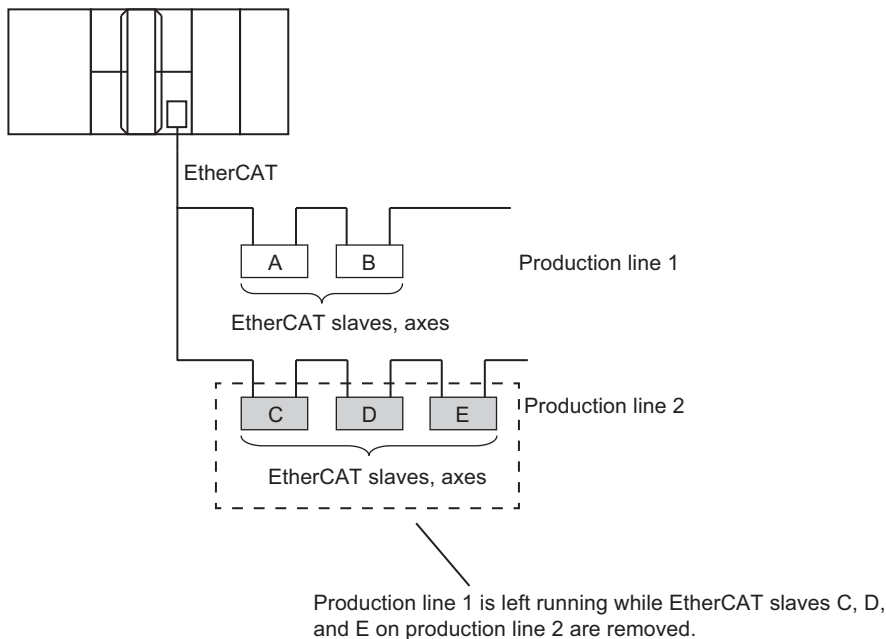 EtherCAT
A
B
Production line 1
EtherCAT slaves, axes
C
D
E
Production line 2
EtherCAT slaves, axes
Production line 1 is left running while EtherCAT slaves C, D,
and E on production line 2 are removed.